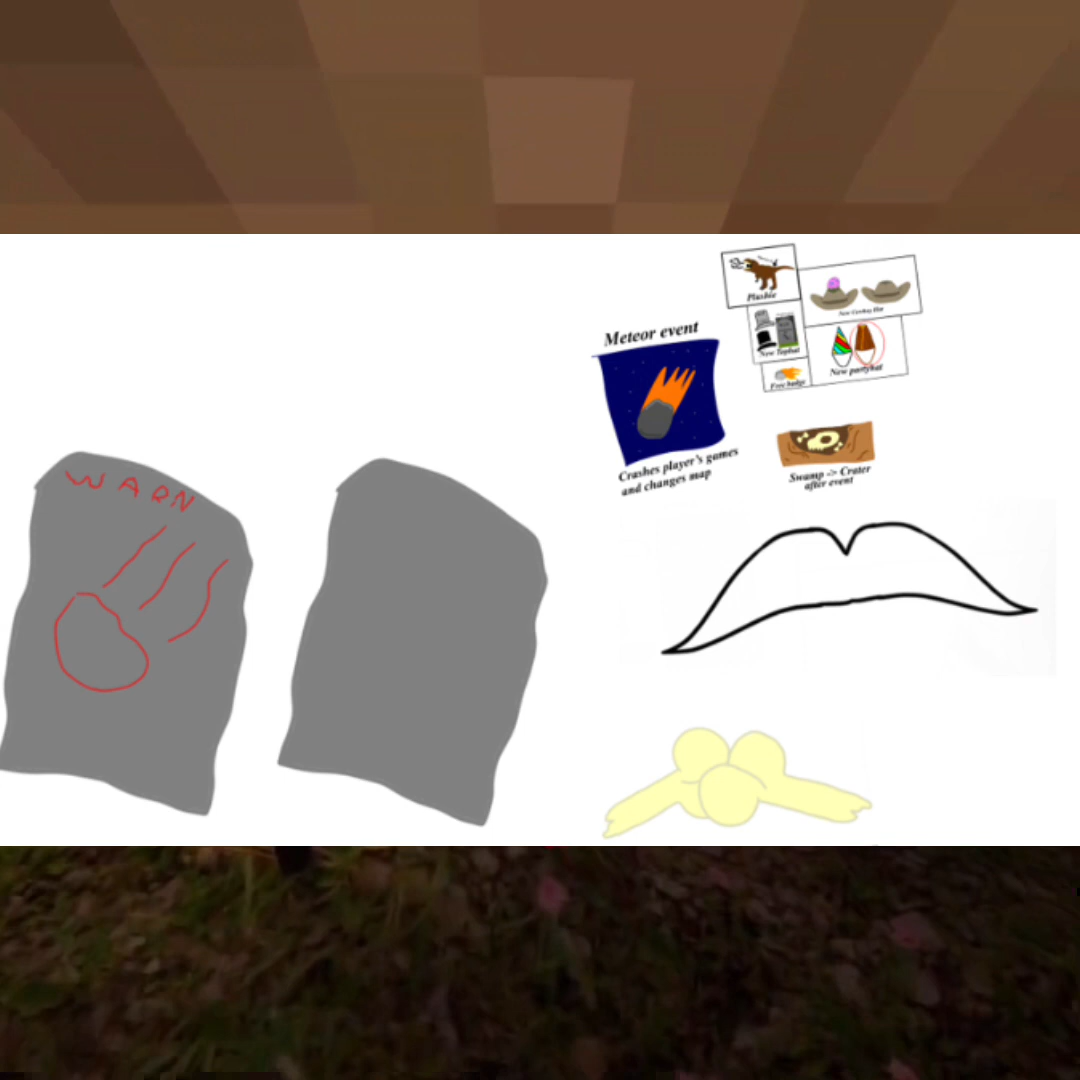 WARN
Meteor event
Crashes player's games
and changes map
Plushie
New Cowboy Hat
New Tophat
New partyhat
Free badge
Swamp -> Crater
after event